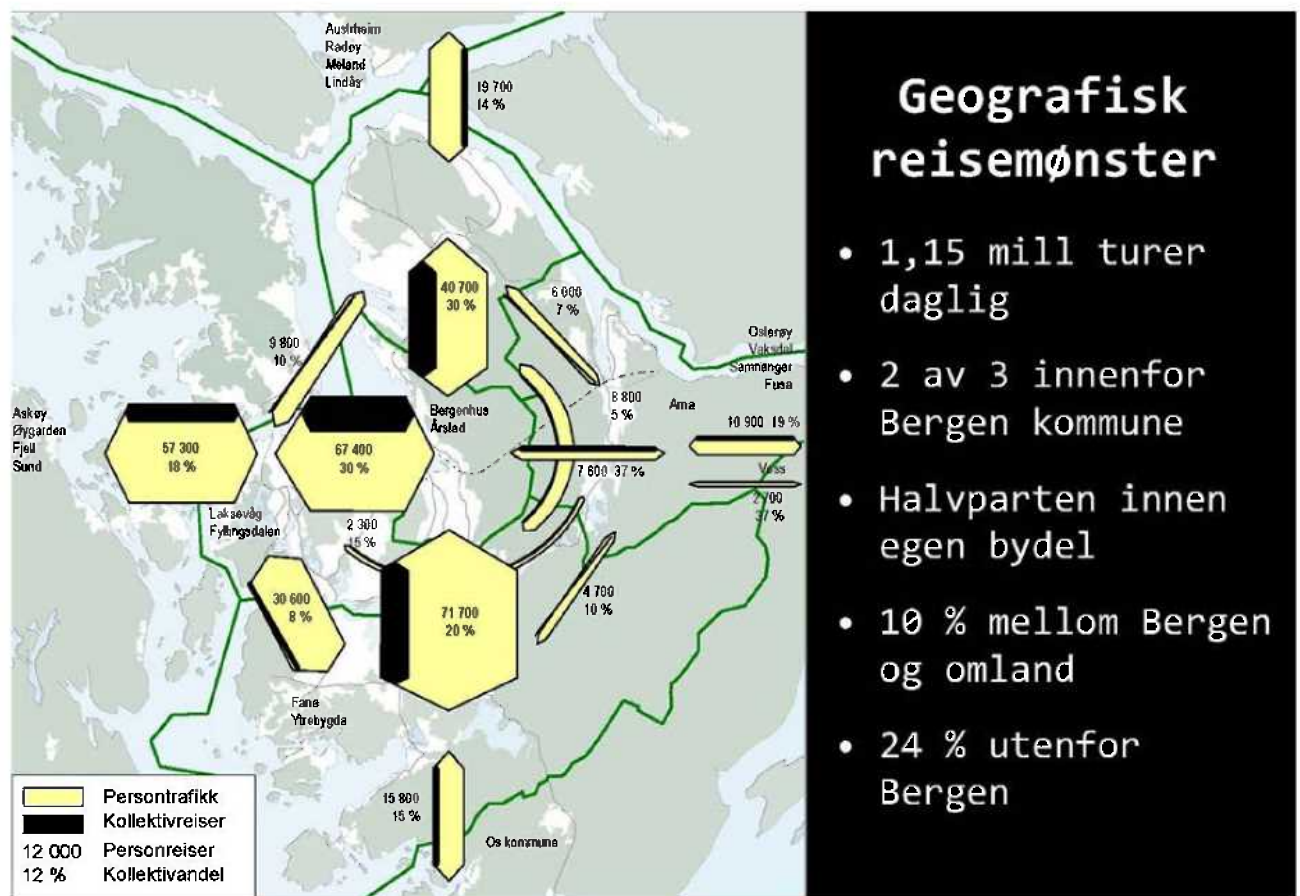 Austrheim
Radøy
Meland
Lindås
19 700
14 %
40 700
30 %
6 000
7 %
9 800
10 %
Osterøy
Vaksdal
Samnanger
Fusa
8 800
5 %
Arna
10 900 19 %
Bergenhus
Årstad
Askøy
Øygarden
Fjell
Sund
57 300
18 %
67 400
30 %
7 600 37 %
Voss
2 700
37 %
Laksevåg
Fyllingsdalen
2 300
15 %
30 600
8 %
71 700
20 %
4 700
10 %
Fana
Ytrebygda
15 800
15 %
Os kommune
Persontrafikk
Kollektivreiser
12 000 Personreiser
12 % Kollektivandel
Geografisk
reisemønster
• 1,15 mill turer
daglig
• 2 av 3 innenfor
Bergen kommune
• Halvparten innen
egen bydel
• 10 % mellom Bergen
og omland
• 24 % utenfor
Bergen